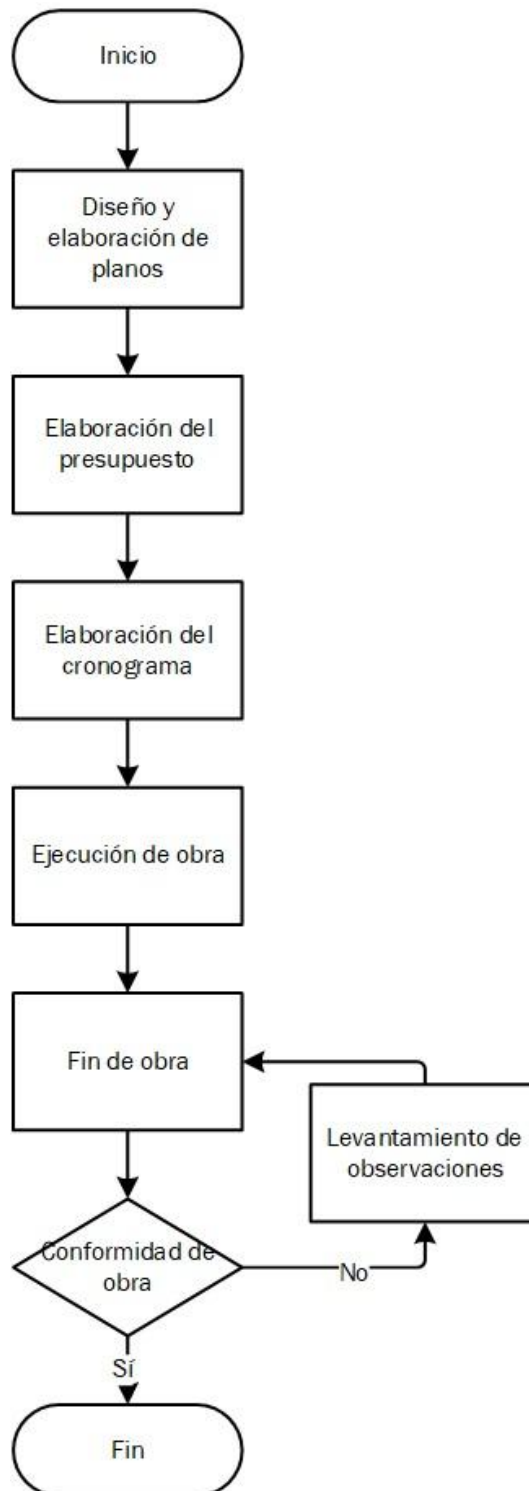 Inicio
Diseño y
elaboración de
planos
Elaboración del
presupuesto
Elaboración del
cronograma
Ejecución de obra
Fin de obra
Levantamiento de
observaciones
Conformidad de
obra
No
Sí
Fin